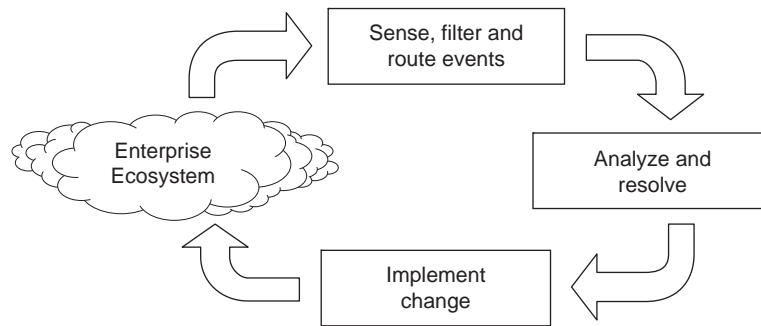 Sense, filter and
route events
Enterprise
Ecosystem
Analyze and
resolve
Implement
change